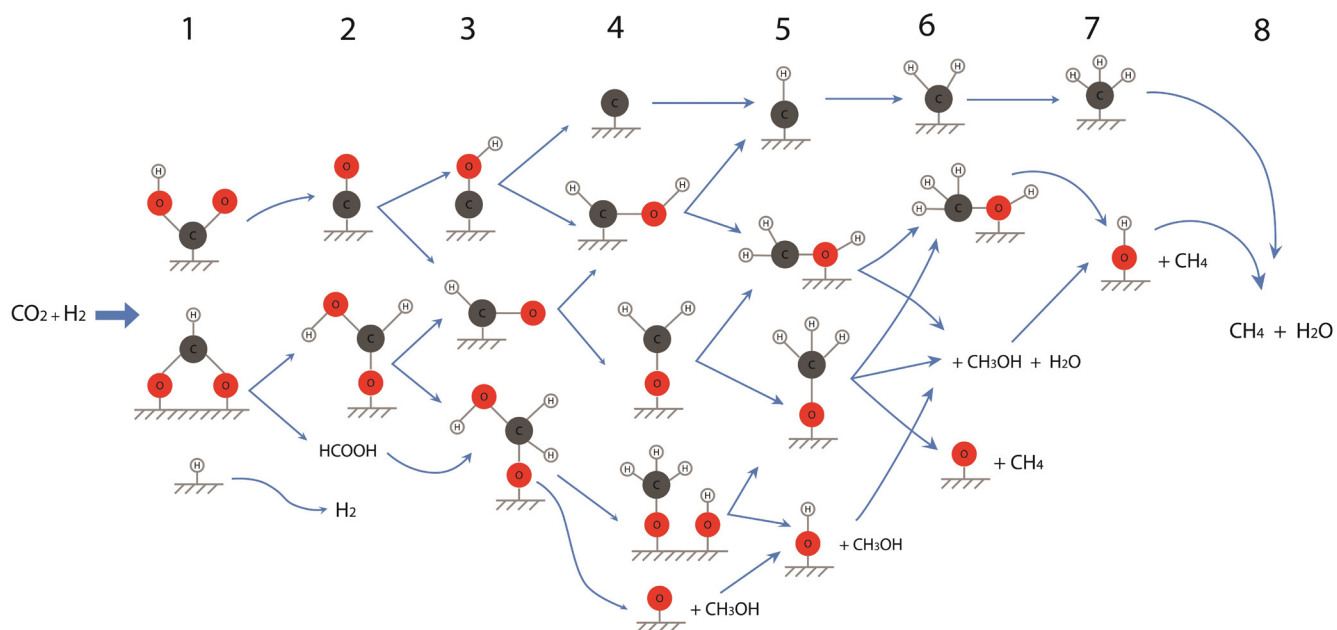 1 2 3 4 5 6 7 8
H H H H H H
C C C C
H
H O O H H H H H
O O C C C O H C O
C H H H
H C O O + CH₄
H
O H C O H H
CO₂ + H₂ H H
H C C H H CH₄ + H₂O
C C + CH₃OH + H₂O
O O O O
O H O
H C
HCOOH H H O + CH₄
H O H C H
H
H₂ H
O O
O + CH₃OH
O + CH₃OH